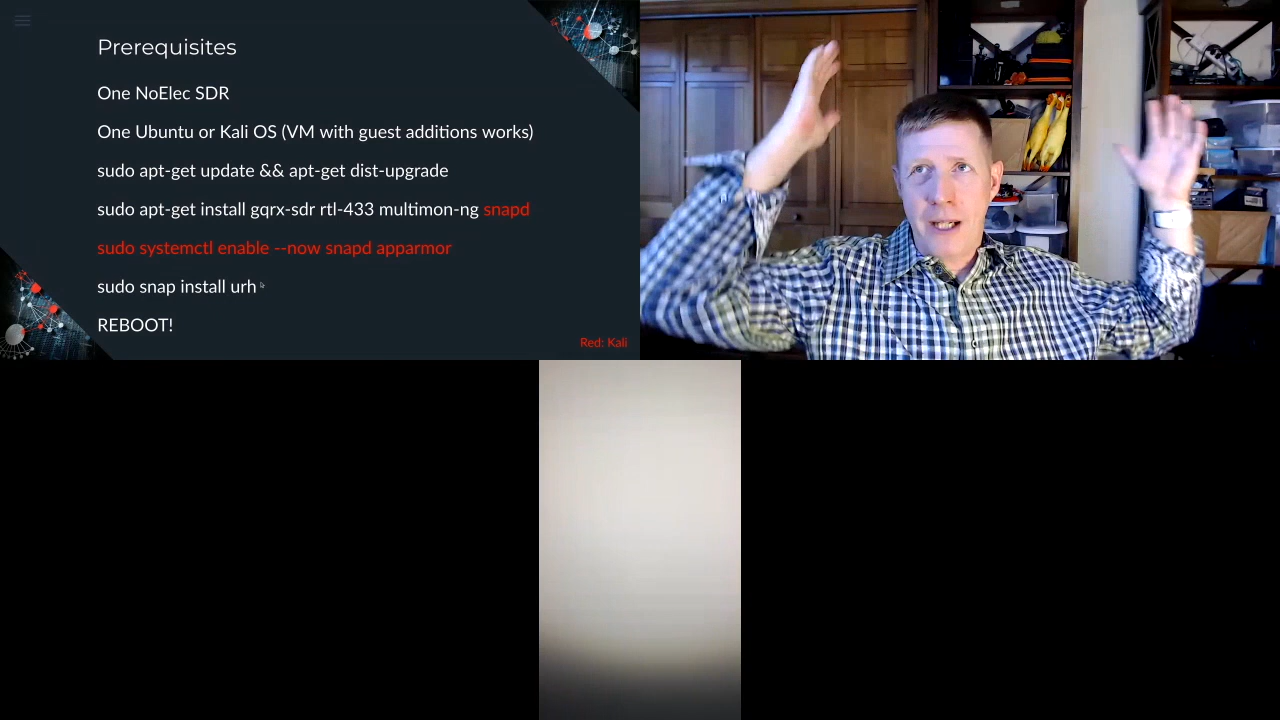 Prerequisites
One NoElec SDR
One Ubuntu or Kali OS (VM with guest additions works)
sudo apt-get update && apt-get dist-upgrade
sudo apt-get install gqrx-sdr rtl-433 multimon-ng snapd
sudo systemctl enable --now snapd apparmor
sudo snap install urh
REBOOT!
Red: Kali